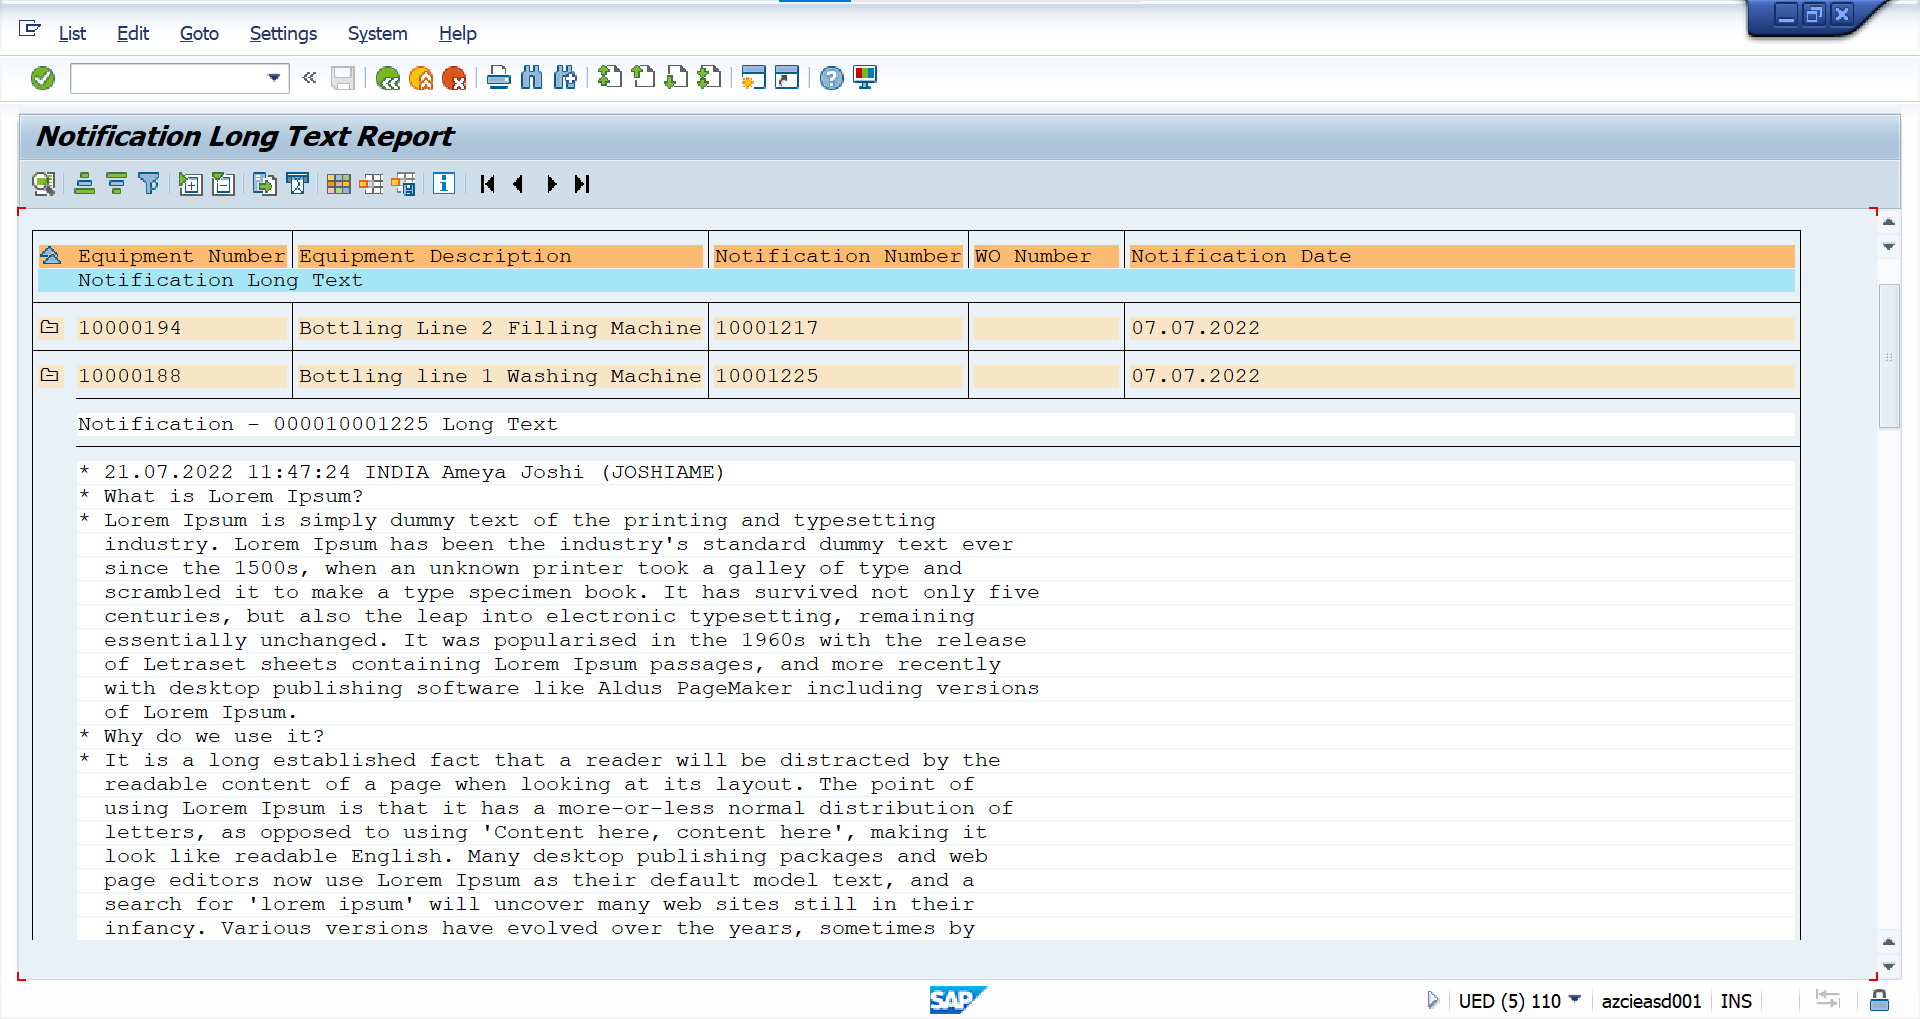 List Edit Goto Settings System Help
Notification Long Text Report
Equipment Number Equipment Description Notification Number WO Number Notification Date
Notification Long Text
10000194 Bottling Line 2 Filling Machine 10001217 07.07.2022
10000188 Bottling line 1 Washing Machine 10001225 07.07.2022
Notification - 000010001225 Long Text
* 21.07.2022 11:47:24 INDIA Ameya Joshi (JOSHIAME)
* What is Lorem Ipsum?
* Lorem Ipsum is simply dummy text of the printing and typesetting
industry. Lorem Ipsum has been the industry's standard dummy text ever
since the 1500s, when an unknown printer took a galley of type and
scrambled it to make a type specimen book. It has survived not only five
centuries, but also the leap into electronic typesetting, remaining
essentially unchanged. It was popularised in the 1960s with the release
of Letraset sheets containing Lorem Ipsum passages, and more recently
with desktop publishing software like Aldus PageMaker including versions
of Lorem Ipsum.
* Why do we use it?
* It is a long established fact that a reader will be distracted by the
readable content of a page when looking at its layout. The point of
using Lorem Ipsum is that it has a more-or-less normal distribution of
letters, as opposed to using 'Content here, content here', making it
look like readable English. Many desktop publishing packages and web
page editors now use Lorem Ipsum as their default model text, and a
search for 'lorem ipsum' will uncover many web sites still in their
infancy. Various versions have evolved over the years, sometimes by
SAP UED (5) 110 azcieasd001 INS